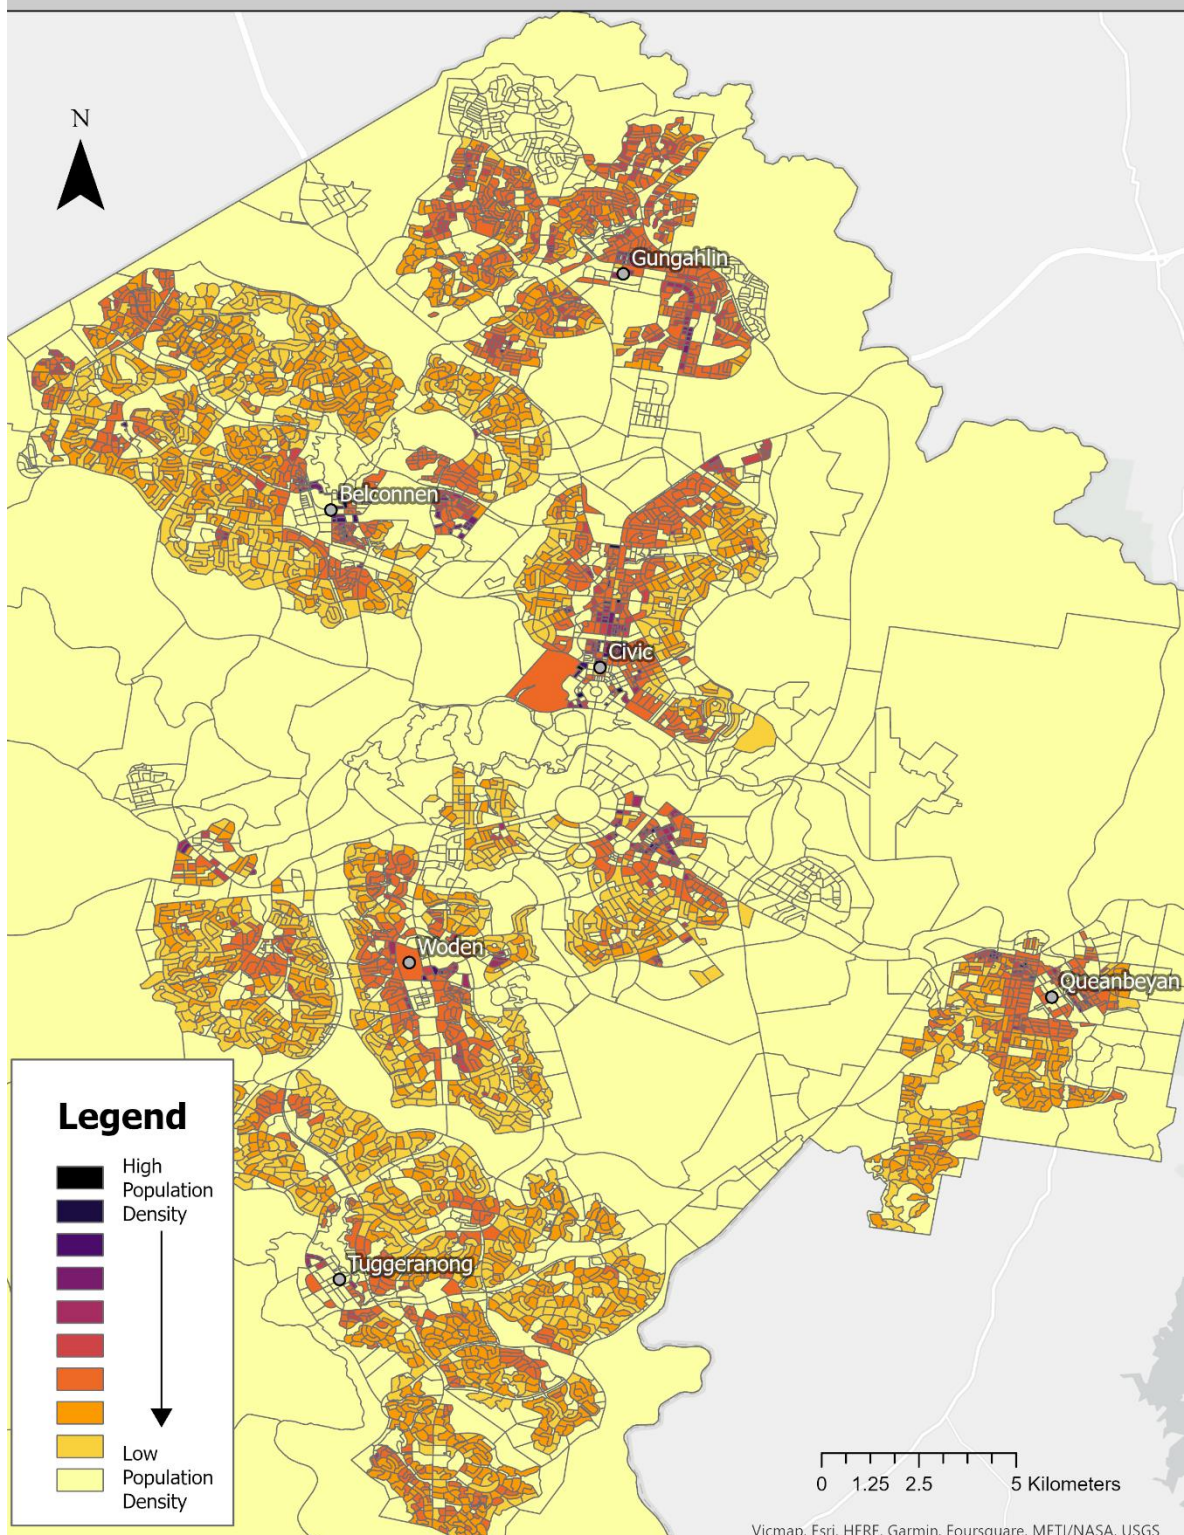 N
Gungahlin
Belconnen
Civic
Woden
Queanbeyan
Tuggeranong
Legend
High
Population
Density
Low
Population
Density
0 1.25 2.5 5 Kilometers
Vicmap, Esri, HERE, Garmin, Foursquare, METI/NASA, USGS